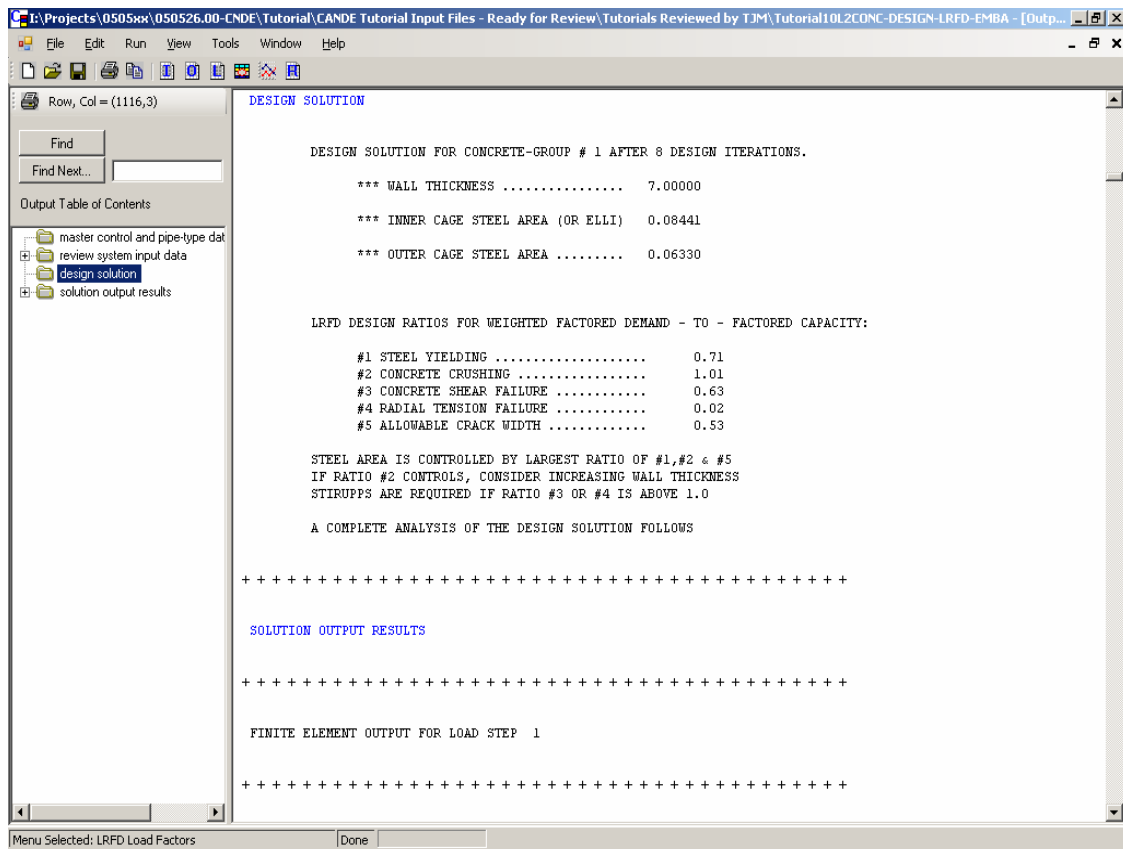 I:\Projects\0505xx\050526.00-CNDE\Tutorial\CANDE Tutorial Input Files - Ready for Review\Tutorials Reviewed by TJM\Tutorial10L2CONC-DESIGN-LRFD-EMBA - [Outp...
File Edit Run View Tools Window Help
Row, Col = (1116,3)
Find
Find Next...
Output Table of Contents
master control and pipe-type dat
review system input data
design solution
solution output results
DESIGN SOLUTION
DESIGN SOLUTION FOR CONCRETE-GROUP # 1 AFTER 8 DESIGN ITERATIONS.
*** WALL THICKNESS ................ 7.00000
*** INNER CAGE STEEL AREA (OR ELLI) 0.08441
*** OUTER CAGE STEEL AREA ......... 0.06330
LRFD DESIGN RATIOS FOR WEIGHTED FACTORED DEMAND - TO - FACTORED CAPACITY:
#1 STEEL YIELDING .................... 0.71
#2 CONCRETE CRUSHING ................. 1.01
#3 CONCRETE SHEAR FAILURE ............ 0.63
#4 RADIAL TENSION FAILURE ............ 0.02
#5 ALLOWABLE CRACK WIDTH ............. 0.53
STEEL AREA IS CONTROLLED BY LARGEST RATIO OF #1,#2 & #5
IF RATIO #2 CONTROLS, CONSIDER INCREASING WALL THICKNESS
STIRUPPS ARE REQUIRED IF RATIO #3 OR #4 IS ABOVE 1.0
A COMPLETE ANALYSIS OF THE DESIGN SOLUTION FOLLOWS
+ + + + + + + + + + + + + + + + + + + + + + + + + + + + + + + + + + + + + + + +
SOLUTION OUTPUT RESULTS
+ + + + + + + + + + + + + + + + + + + + + + + + + + + + + + + + + + + + + + + +
FINITE ELEMENT OUTPUT FOR LOAD STEP 1
+ + + + + + + + + + + + + + + + + + + + + + + + + + + + + + + + + + + + + + + +
Menu Selected: LRFD Load Factors
Done